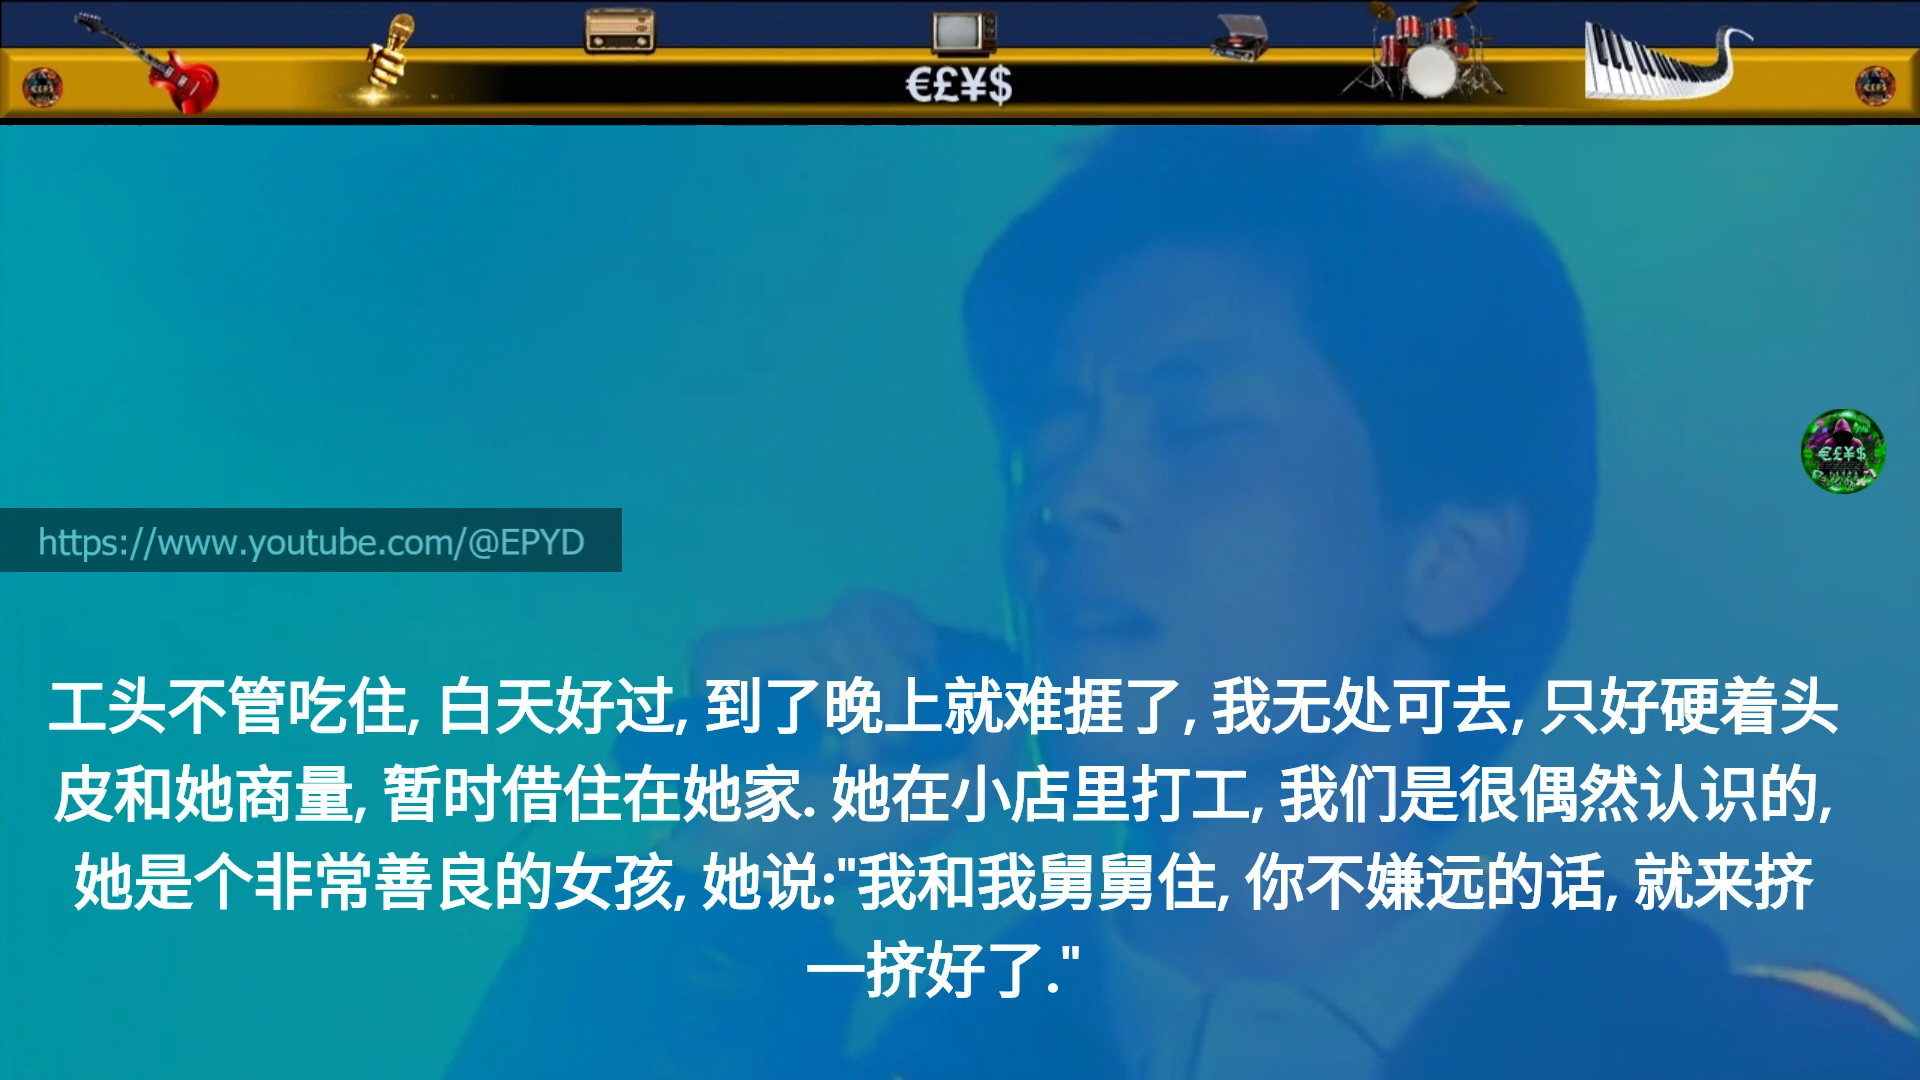 €£¥$
€£¥$
https://www.youtube.com/@EPYD
工头不管吃住, 白天好过, 到了晚上就难捱了, 我无处可去, 只好硬着头
皮和她商量, 暂时借住在她家. 她在小店里打工, 我们是很偶然认识的,
她是个非常善良的女孩, 她说:"我和我舅舅住, 你不嫌远的话, 就来挤
一挤好了."